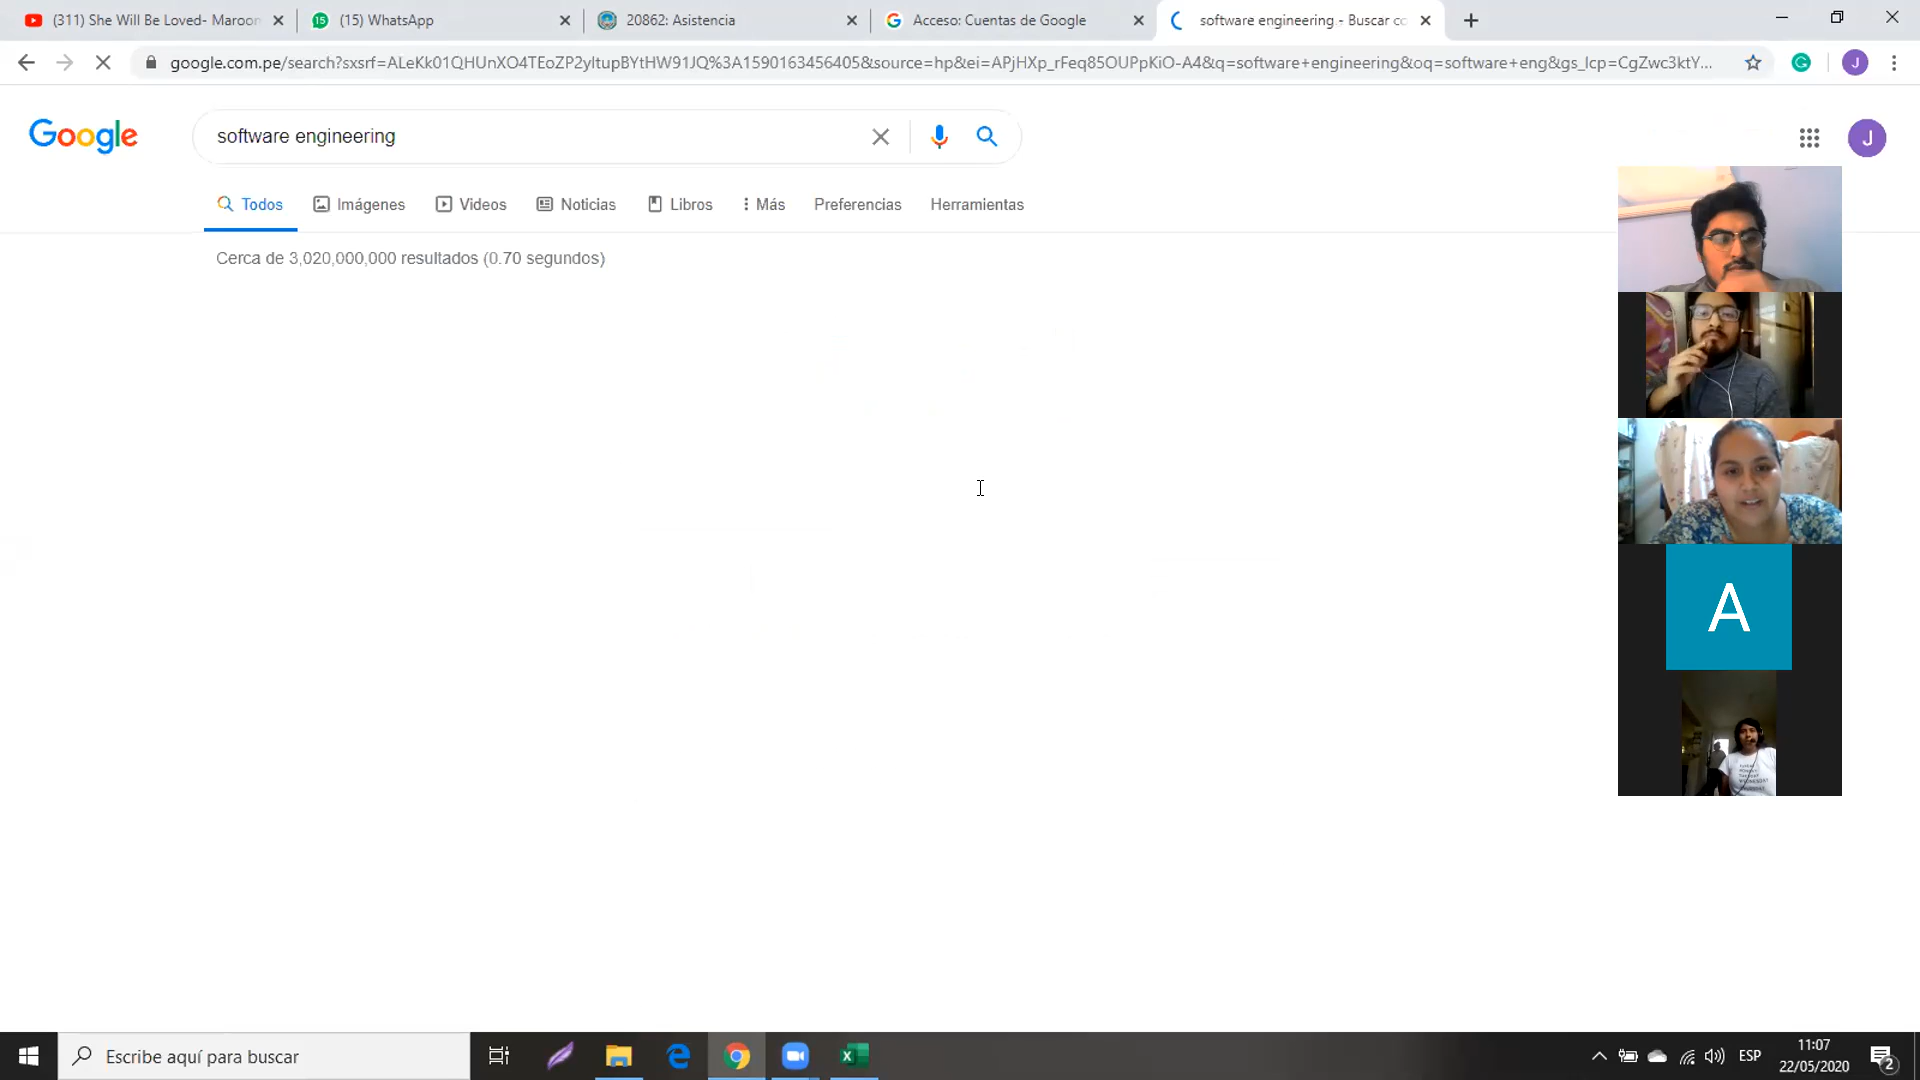 (311) She Will Be Loved- Maroon
(15) WhatsApp
20862: Asistencia
Acceso: Cuentas de Google
software engineering - Buscar co
google.com.pe/search?sxsrf=ALeKk01QHUnXO4TEoZP2yItupBYtHW91JQ%3A1590163456405&source=hp&ei=APjHXp_rFeq85OUPpKiO-A4&q=software+engineering&oq=software+eng&gs_lcp=CgZwc3ktY...
J
Google
software engineering
J
Todos
Imágenes
Videos
Noticias
Libros
Más
Preferencias
Herramientas
Cerca de 3,020,000,000 resultados (0.70 segundos)
A
Escribe aquí para buscar
ESP
11:07
22/05/2020
2